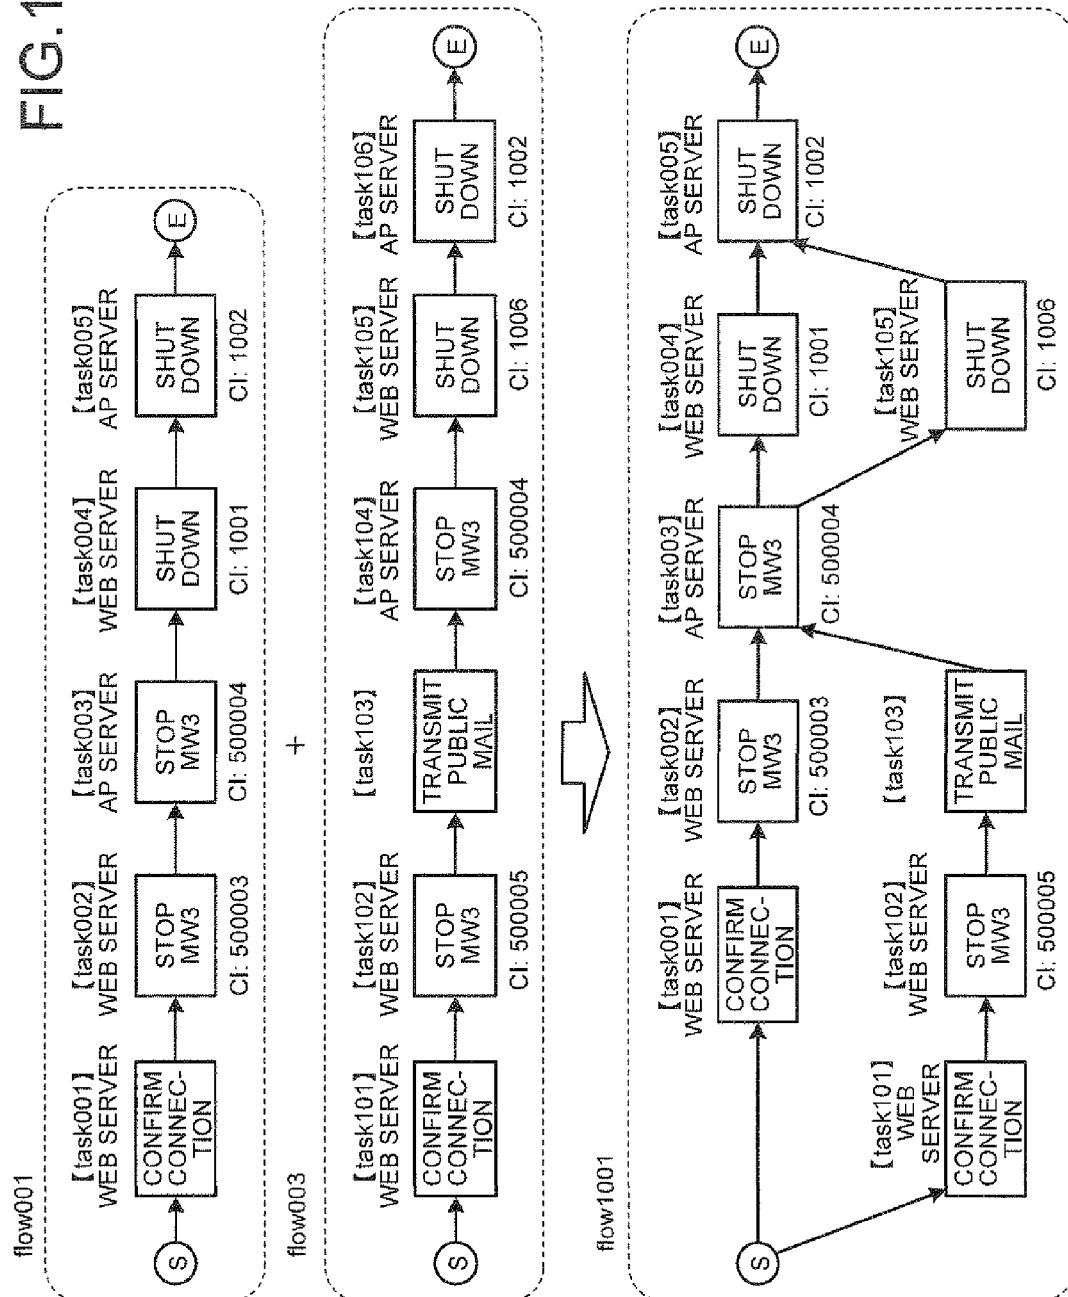 FIG.1
flow001
S
[task001]
WEB SERVER
CONFIRM
CONNEC-
TION
[task002]
WEB SERVER
STOP
MW3
CI: 500003
[task003]
AP SERVER
STOP
MW3
CI: 500004
[task004]
WEB SERVER
SHUT
DOWN
CI: 1001
[task005]
AP SERVER
SHUT
DOWN
CI: 1002
E
+
flow003
S
[task101]
WEB SERVER
CONFIRM
CONNEC-
TION
[task102]
WEB SERVER
STOP
MW3
CI: 500005
[task103]
TRANSMIT
PUBLIC
MAIL
[task104]
AP SERVER
STOP
MW3
CI: 500004
[task105]
WEB SERVER
SHUT
DOWN
CI: 1006
[task106]
AP SERVER
SHUT
DOWN
CI: 1002
E
flow1001
S
[task001]
WEB SERVER
CONFIRM
CONNEC-
TION
[task002]
WEB SERVER
STOP
MW3
CI: 500003
[task003]
AP SERVER
STOP
MW3
CI: 500004
[task004]
WEB SERVER
SHUT
DOWN
CI: 1001
[task005]
AP SERVER
SHUT
DOWN
CI: 1002
E
[task101]
WEB
SERVER
CONFIRM
CONNEC-
TION
[task102]
WEB SERVER
STOP
MW3
CI: 500005
[task103]
TRANSMIT
PUBLIC
MAIL
[task105]
WEB SERVER
SHUT
DOWN
CI: 1006